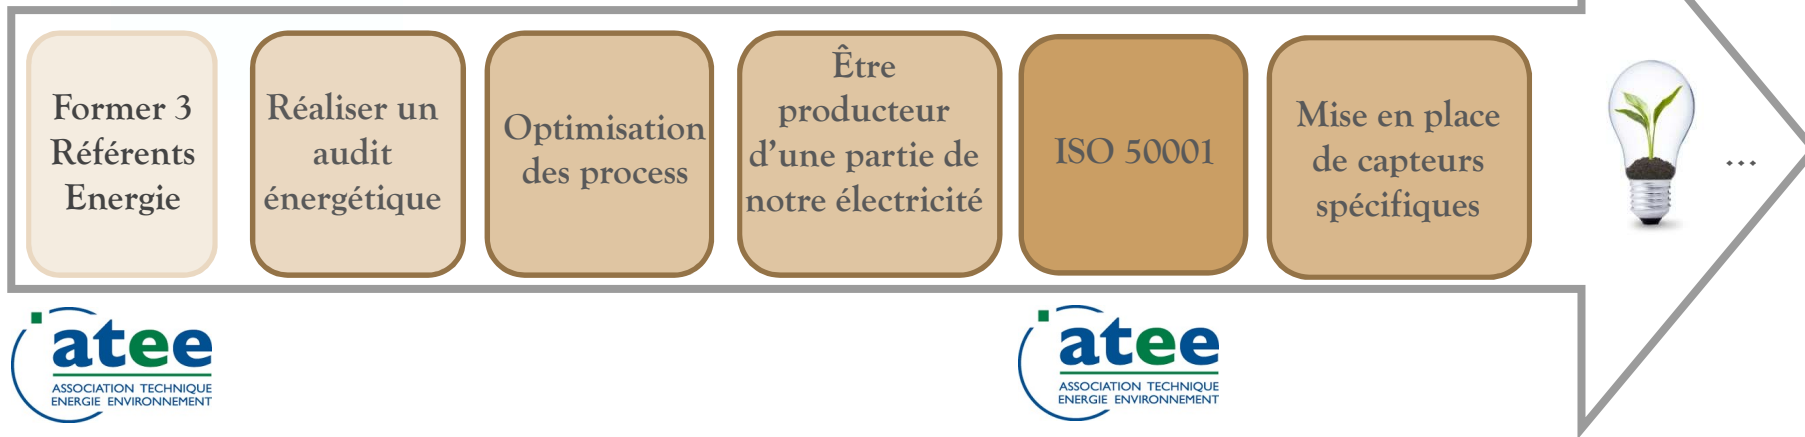 Former 3
Référents
Energie
Réaliser un
audit
énergétique
Optimisation
des process
Être
producteur
d’une partie de
notre électricité
ISO 50001
Mise en place
de capteurs
spécifiques
...
atee
ASSOCIATION TECHNIQUE
ENERGIE ENVIRONNEMENT
atee
ASSOCIATION TECHNIQUE
ENERGIE ENVIRONNEMENT